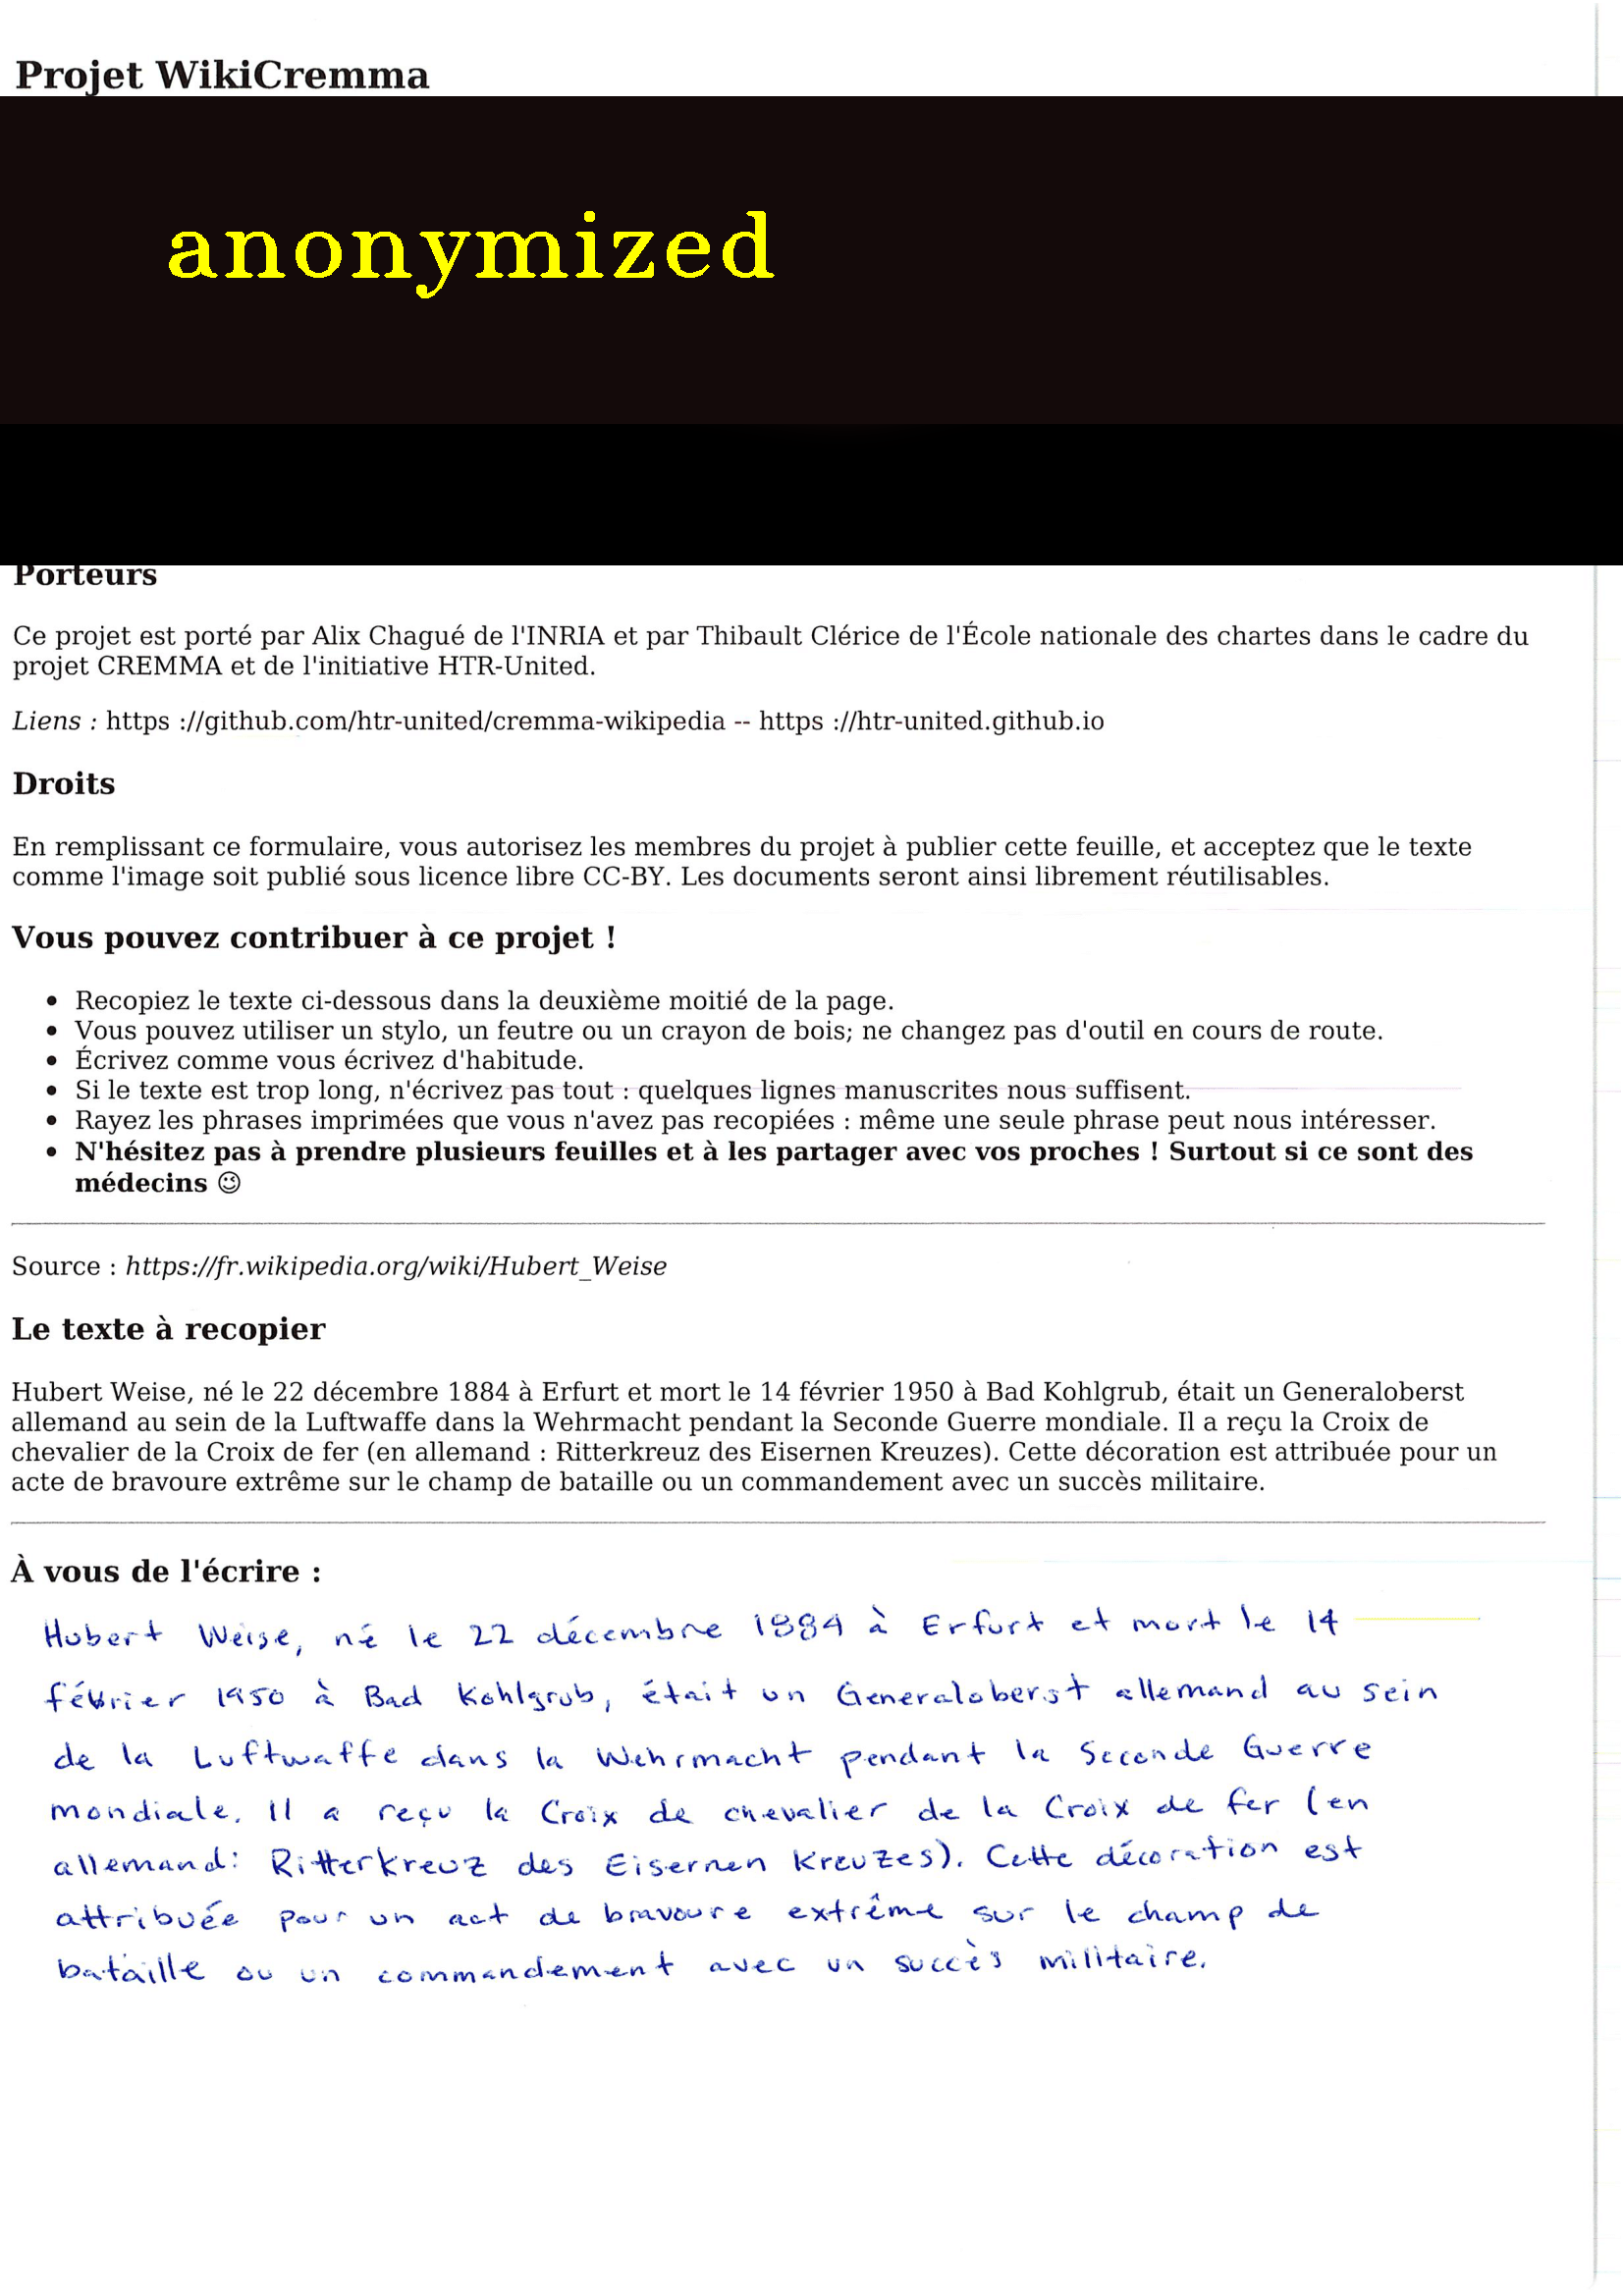 Projet WikiCremma
anonymized
Porteurs
Ce projet est porté par Alix Chagué de l'INRIA et par Thibault Clérice de l'École nationale des chartes dans le cadre du
projet CREMMA et de l'initiative HTR-United.
Liens : https ://github.com/htr-united/cremma-wikipedia -- https ://htr-united.github.io
Droits
En remplissant ce formulaire, vous autorisez les membres du projet à publier cette feuille, et acceptez que le texte
comme l'image soit publié sous licence libre CC-BY. Les documents seront ainsi librement réutilisables.
Vous pouvez contribuer à ce projet !
• Recopiez le texte ci-dessous dans la deuxième moitié de la page.
• Vous pouvez utiliser un stylo, un feutre ou un crayon de bois; ne changez pas d'outil en cours de route.
• Écrivez comme vous écrivez d'habitude.
• Si le texte est trop long, n'écrivez pas tout : quelques lignes manuscrites nous suffisent.
• Rayez les phrases imprimées que vous n'avez pas recopiées : même une seule phrase peut nous intéresser.
• N'hésitez pas à prendre plusieurs feuilles et à les partager avec vos proches ! Surtout si ce sont des
médecins 😉
Source : https://fr.wikipedia.org/wiki/Hubert_Weise
Le texte à recopier
Hubert Weise, né le 22 décembre 1884 à Erfurt et mort le 14 février 1950 à Bad Kohlgrub, était un Generaloberst
allemand au sein de la Luftwaffe dans la Wehrmacht pendant la Seconde Guerre mondiale. Il a reçu la Croix de
chevalier de la Croix de fer (en allemand : Ritterkreuz des Eisernen Kreuzes). Cette décoration est attribuée pour un
acte de bravoure extrême sur le champ de bataille ou un commandement avec un succès militaire.
À vous de l'écrire :
Hubert Weise, né le 22 décembre 1884 à Erfurt et mort le 14
février 1950 à Bad Kohlgrub, était un Generaloberst allemand au sein
de la Luftwaffe dans la Wehrmacht pendant la Seconde Guerre
mondiale. Il a reçu la Croix de chevalier de la Croix de fer (en
allemand: Ritterkreuz des Eisernen Kreuzes). Cette décoration est
attribuée pour un act de bravoure extrême sur le champ de
bataille ou un commandement avec un succès militaire.